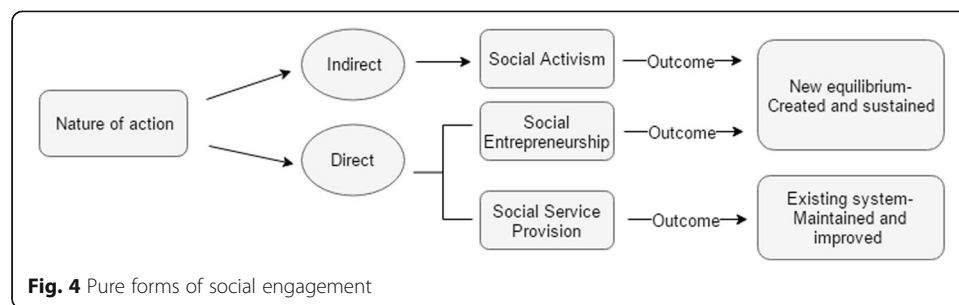 Indirect
Social Activism
Outcome
New equilibrium-
Created and sustained
Nature of action
Social
Entrepreneurship
Outcome
Direct
Social Service
Provision
Outcome
Existing system-
Maintained and
improved
Fig. 4 Pure forms of social engagement